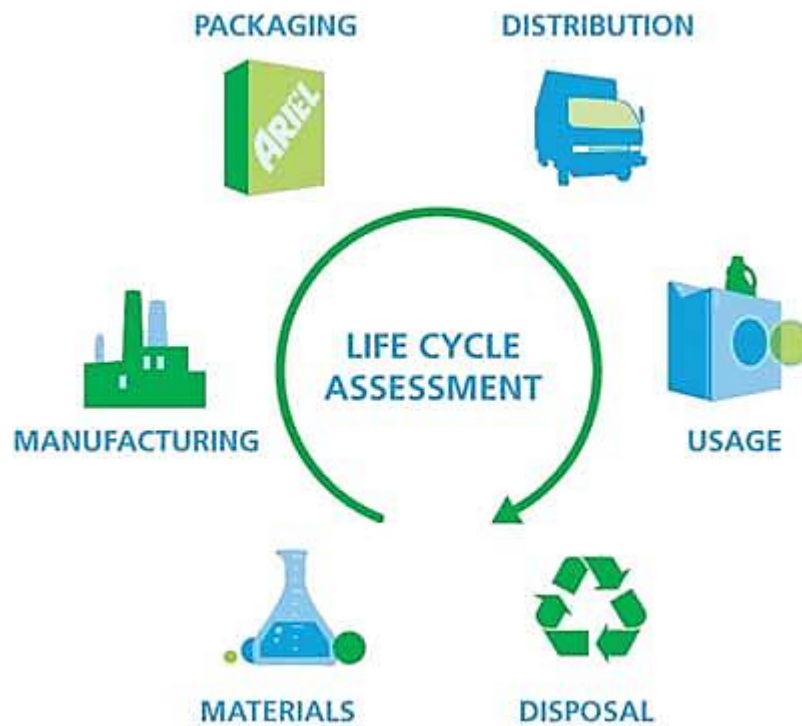 PACKAGING
DISTRIBUTION
ARIEL
LIFE CYCLE
ASSESSMENT
MANUFACTURING
USAGE
MATERIALS
DISPOSAL